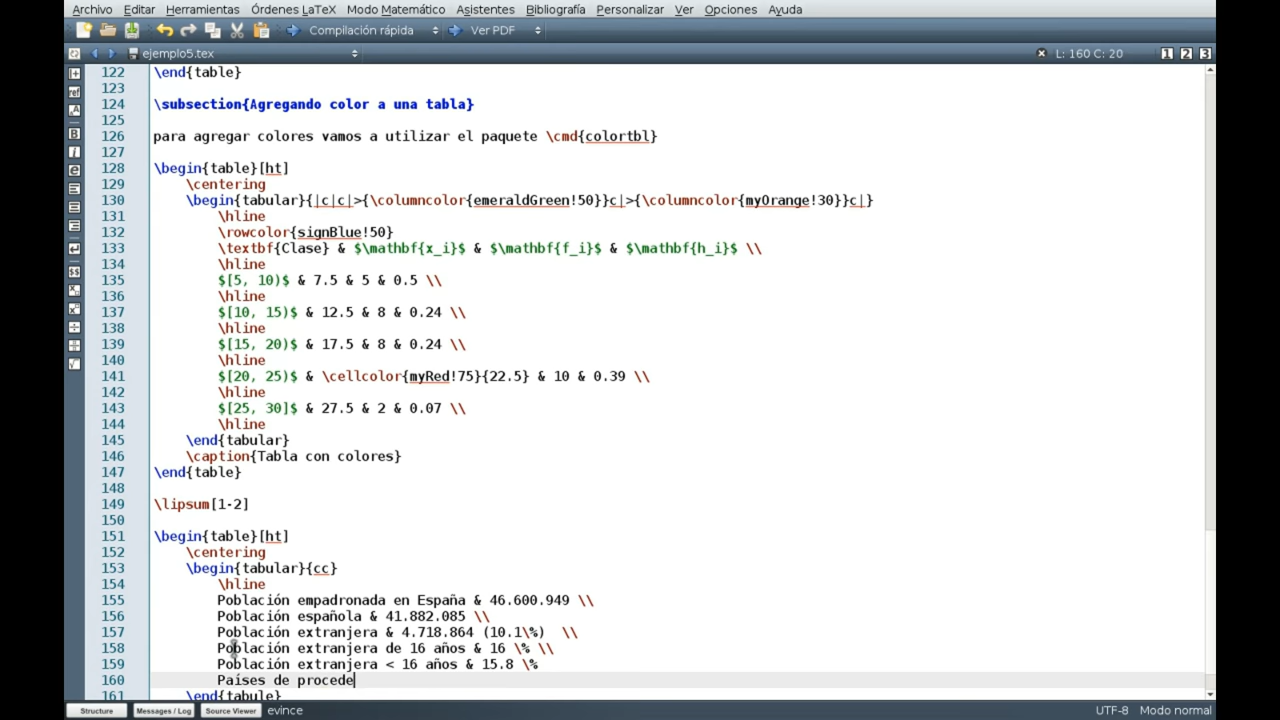 Archivo Editar Herramientas Órdenes LaTeX Modo Matemático Asistentes Bibliografía Personalizar Ver Opciones Ayuda
Compilación rápida Ver PDF
ejemplo5.tex L: 160 C: 20 1 2 3
122 \end{table}
123
124 \subsection{Agregando color a una tabla}
125
126 para agregar colores vamos a utilizar el paquete \cmd{colortbl}
127
128 \begin{table}[ht]
129 \centering
130 \begin{tabular}{|c|c|>{\columncolor{emeraldGreen!50}}c|>{\columncolor{myOrange!30}}c|}
131 \hline
132 \rowcolor{signBlue!50}
133 \textbf{Clase} & $\mathbf{x_i}$ & $\mathbf{f_i}$ & $\mathbf{h_i}$ \\
134 \hline
135 $[5, 10)$ & 7.5 & 5 & 0.5 \\
136 \hline
137 $[10, 15)$ & 12.5 & 8 & 0.24 \\
138 \hline
139 $[15, 20)$ & 17.5 & 8 & 0.24 \\
140 \hline
141 $[20, 25)$ & \cellcolor{myRed!75}{22.5} & 10 & 0.39 \\
142 \hline
143 $[25, 30]$ & 27.5 & 2 & 0.07 \\
144 \hline
145 \end{tabular}
146 \caption{Tabla con colores}
147 \end{table}
148
149 \lipsum[1-2]
150
151 \begin{table}[ht]
152 \centering
153 \begin{tabular}{cc}
154 \hline
155 Población empadronada en España & 46.600.949 \\
156 Población española & 41.882.085 \\
157 Población extranjera & 4.718.864 (10.1\%) \\
158 Población extranjera de 16 años & 16 \% \\
159 Población extranjera < 16 años & 15.8 \%
160 Países de procede
161 \end{tabule}
Structure Messages / Log Source Viewer evince UTF-8 Modo normal